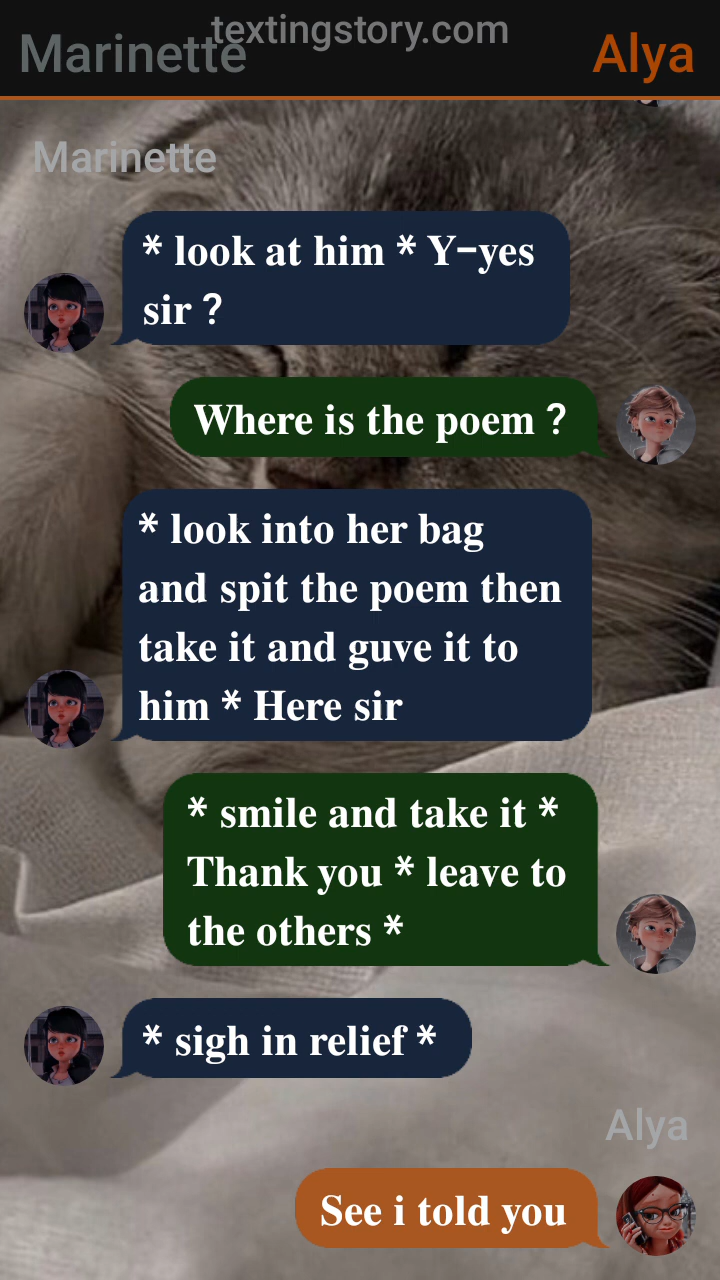 textingstory.com
Marinette
Alya
Marinette
* look at him * Y-yes
sir ?
Where is the poem ?
* look into her bag
and spit the poem then
take it and guve it to
him * Here sir
* smile and take it *
Thank you * leave to
the others *
* sigh in relief *
Alya
See i told you